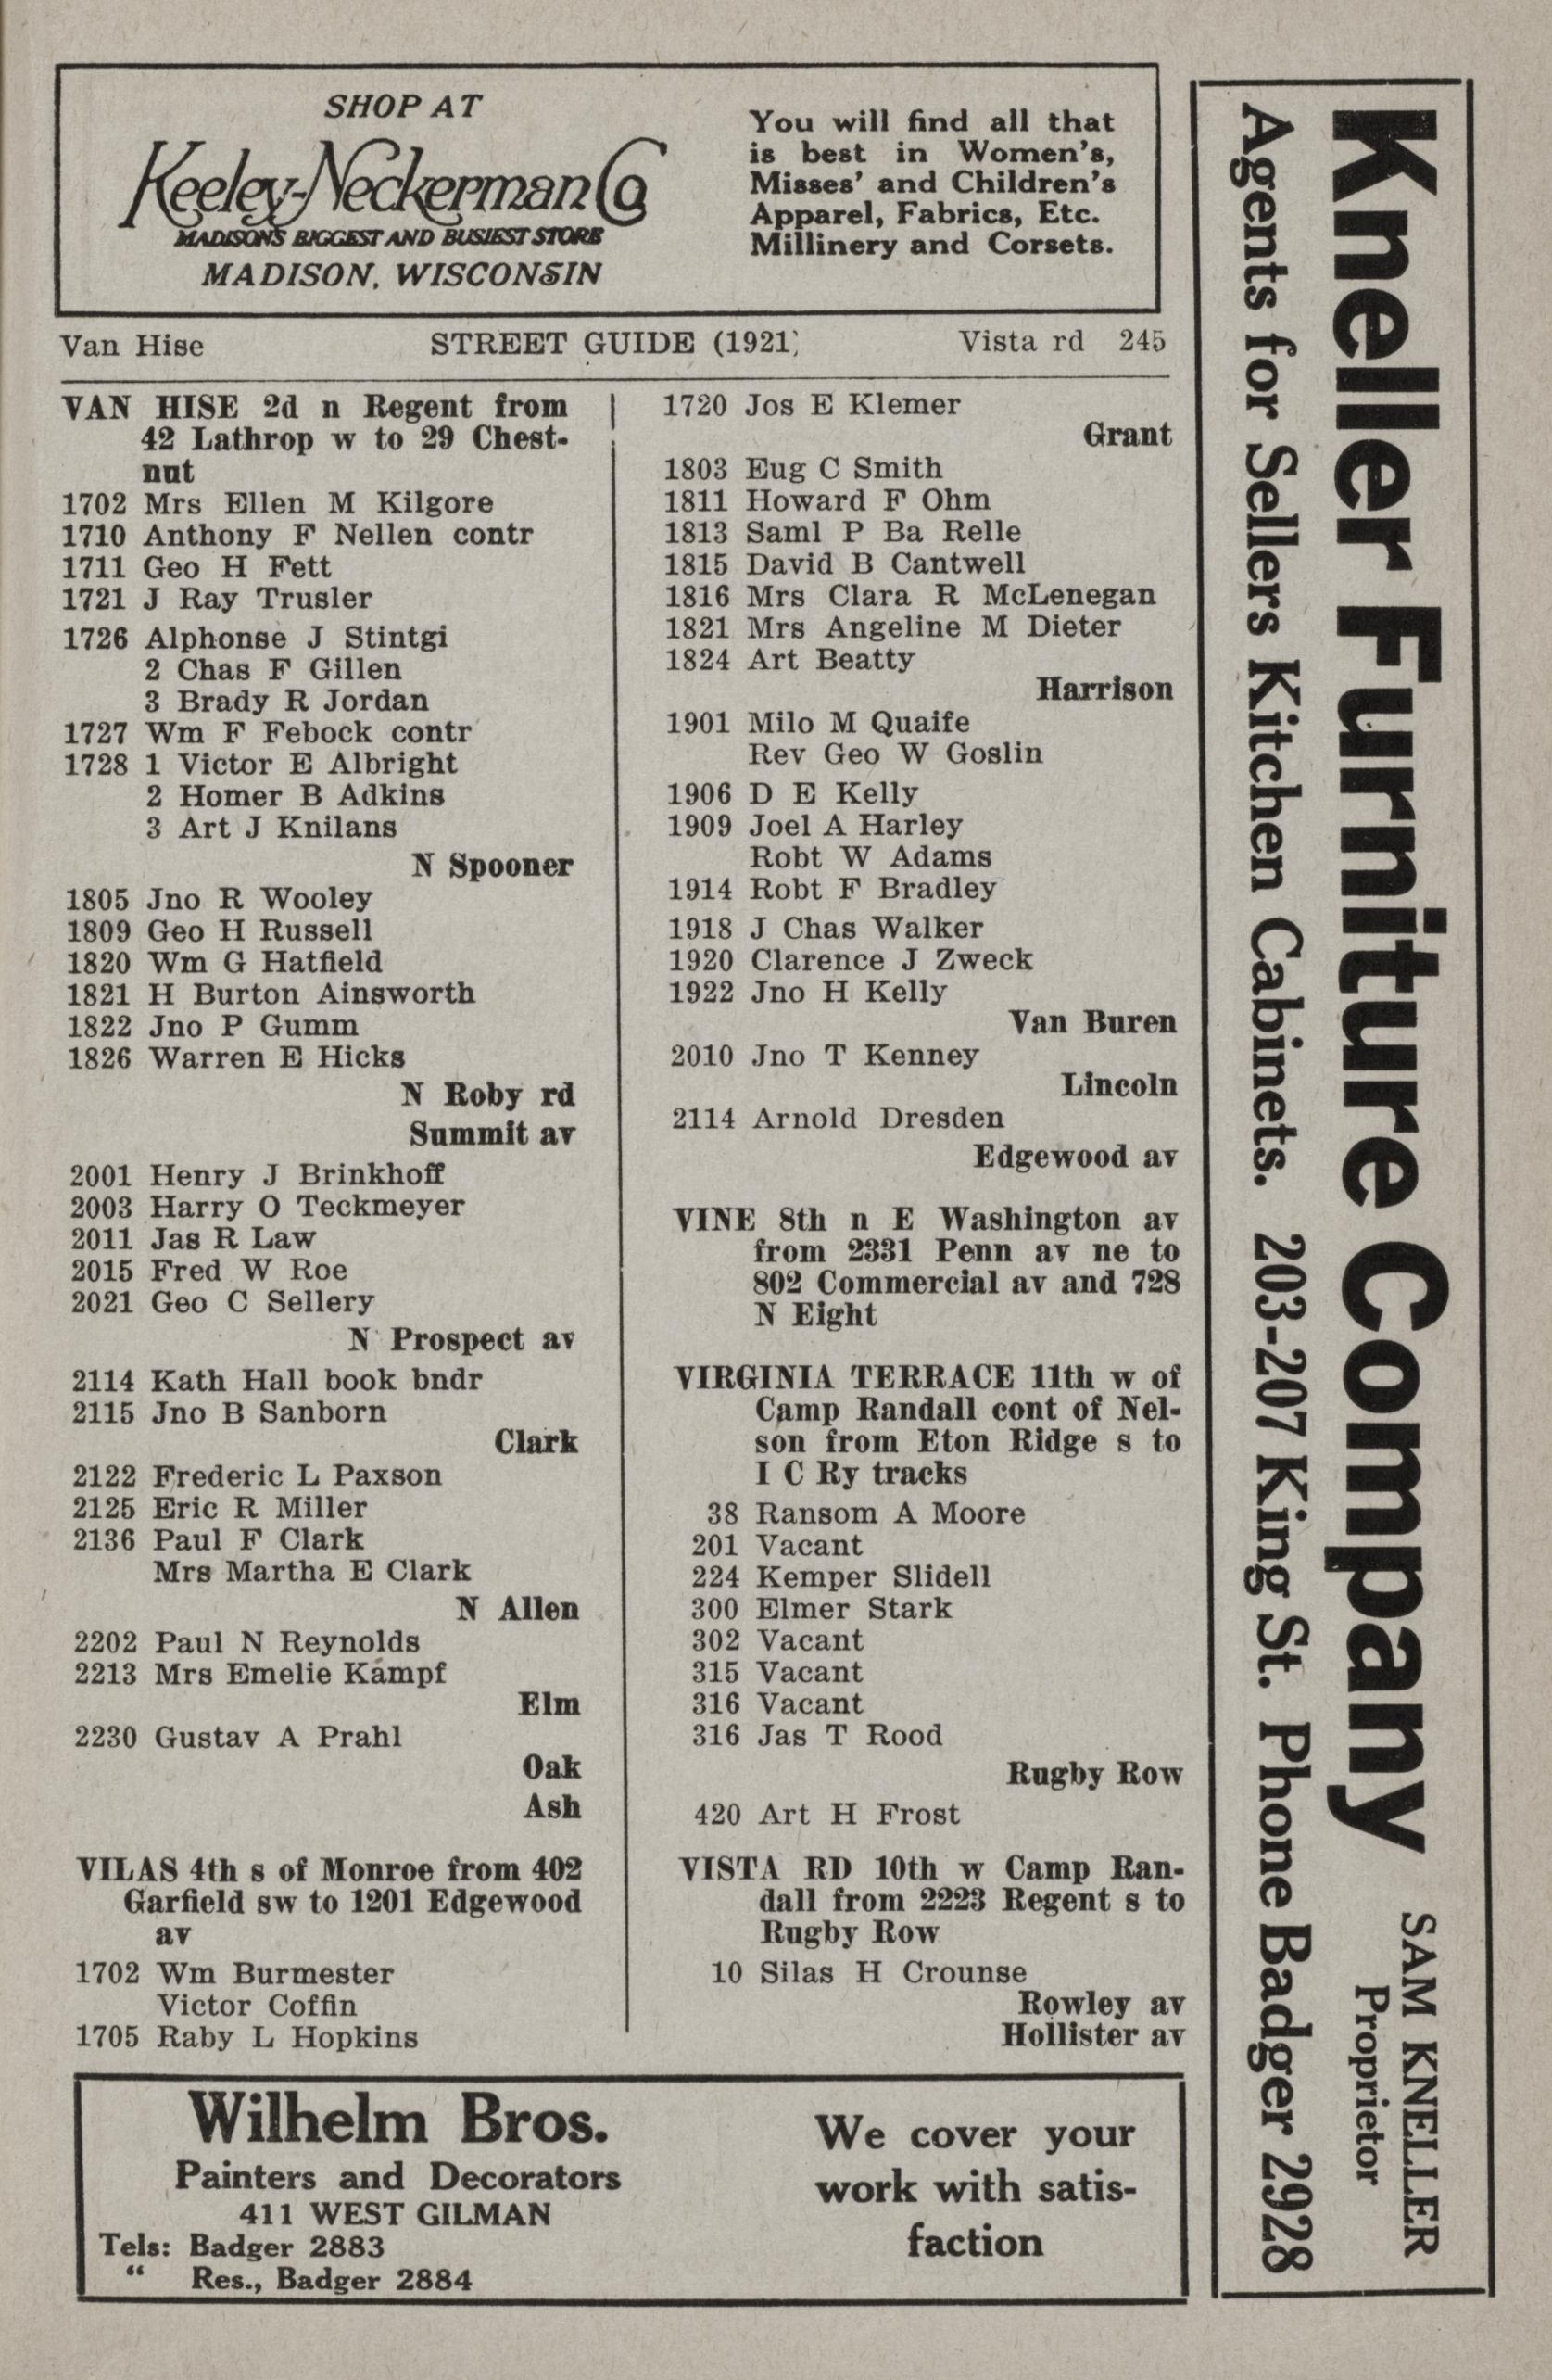 SHOP AT
Keeley-Neckerman Co
MADISON'S BIGGEST AND BUSIEST STORE
MADISON, WISCONSIN
You will find all that
is best in Women's,
Misses' and Children's
Apparel, Fabrics, Etc.
Millinery and Corsets.
Van Hise STREET GUIDE (1921) Vista rd 245
VAN HISE 2d n Regent from
42 Lathrop w to 29 Chest-
nut
1702 Mrs Ellen M Kilgore
1710 Anthony F Nellen contr
1711 Geo H Fett
1721 J Ray Trusler
1726 Alphonse J Stintgi
2 Chas F Gillen
3 Brady R Jordan
1727 Wm F Febock contr
1728 1 Victor E Albright
2 Homer B Adkins
3 Art J Knilans
N Spooner
1805 Jno R Wooley
1809 Geo H Russell
1820 Wm G Hatfield
1821 H Burton Ainsworth
1822 Jno P Gumm
1826 Warren E Hicks
N Roby rd
Summit av
2001 Henry J Brinkhoff
2003 Harry O Teckmeyer
2011 Jas R Law
2015 Fred W Roe
2021 Geo C Sellery
N Prospect av
2114 Kath Hall book bndr
2115 Jno B Sanborn
Clark
2122 Frederic L Paxson
2125 Eric R Miller
2136 Paul F Clark
Mrs Martha E Clark
N Allen
2202 Paul N Reynolds
2213 Mrs Emelie Kampf
Elm
2230 Gustav A Prahl
Oak
Ash
VILAS 4th s of Monroe from 402
Garfield sw to 1201 Edgewood
av
1702 Wm Burmester
Victor Coffin
1705 Raby L Hopkins
1720 Jos E Klemer
Grant
1803 Eug C Smith
1811 Howard F Ohm
1813 Saml P Ba Relle
1815 David B Cantwell
1816 Mrs Clara R McLenegan
1821 Mrs Angeline M Dieter
1824 Art Beatty
Harrison
1901 Milo M Quaife
Rev Geo W Goslin
1906 D E Kelly
1909 Joel A Harley
Robt W Adams
1914 Robt F Bradley
1918 J Chas Walker
1920 Clarence J Zweck
1922 Jno H Kelly
Van Buren
2010 Jno T Kenney
Lincoln
2114 Arnold Dresden
Edgewood av
VINE 8th n E Washington av
from 2331 Penn av ne to
802 Commercial av and 728
N Eight
VIRGINIA TERRACE 11th w of
Camp Randall cont of Nel-
son from Eton Ridge s to
I C Ry tracks
38 Ransom A Moore
201 Vacant
224 Kemper Slidell
300 Elmer Stark
302 Vacant
315 Vacant
316 Vacant
316 Jas T Rood
Rugby Row
420 Art H Frost
VISTA RD 10th w Camp Ran-
dall from 2223 Regent s to
Rugby Row
10 Silas H Crounse
Rowley av
Hollister av
Wilhelm Bros.
Painters and Decorators
411 WEST GILMAN
Tels: Badger 2883
" Res., Badger 2884
We cover your
work with satis-
faction
Kneller Furniture Company
SAM KNELLER
Proprietor
Agents for Sellers Kitchen Cabinets. 203-207 King St. Phone Badger 2928